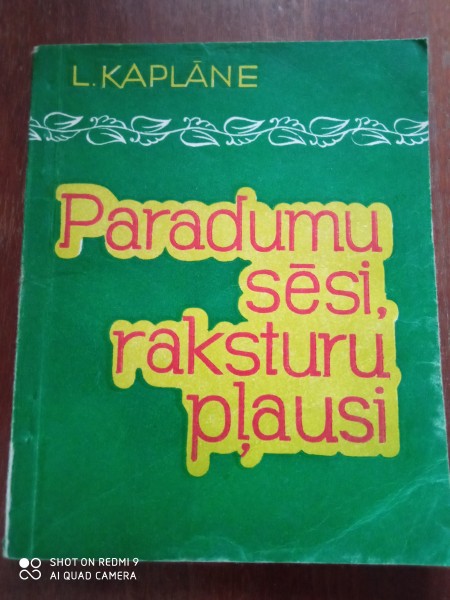 L. KAPLĀNE
Paradumu
sēsi,
raksturu
pļausi
SHOT ON REDMI 9
AI QUAD CAMERA